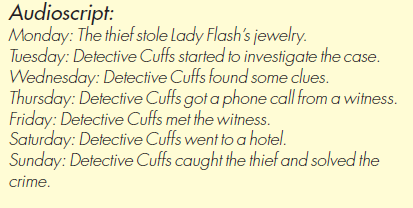 Audioscript:
Monday: The thief stole Lady Flash's jewelry.
Tuesday: Detective Cuffs started to investigate the case.
Wednesday: Detective Cuffs found some clues.
Thursday: Detective Cuffs got a phone call from a witness.
Friday: Detective Cuffs met the witness.
Saturday: Detective Cuffs went to a hotel.
Sunday: Detective Cuffs caught the thief and solved the
crime.